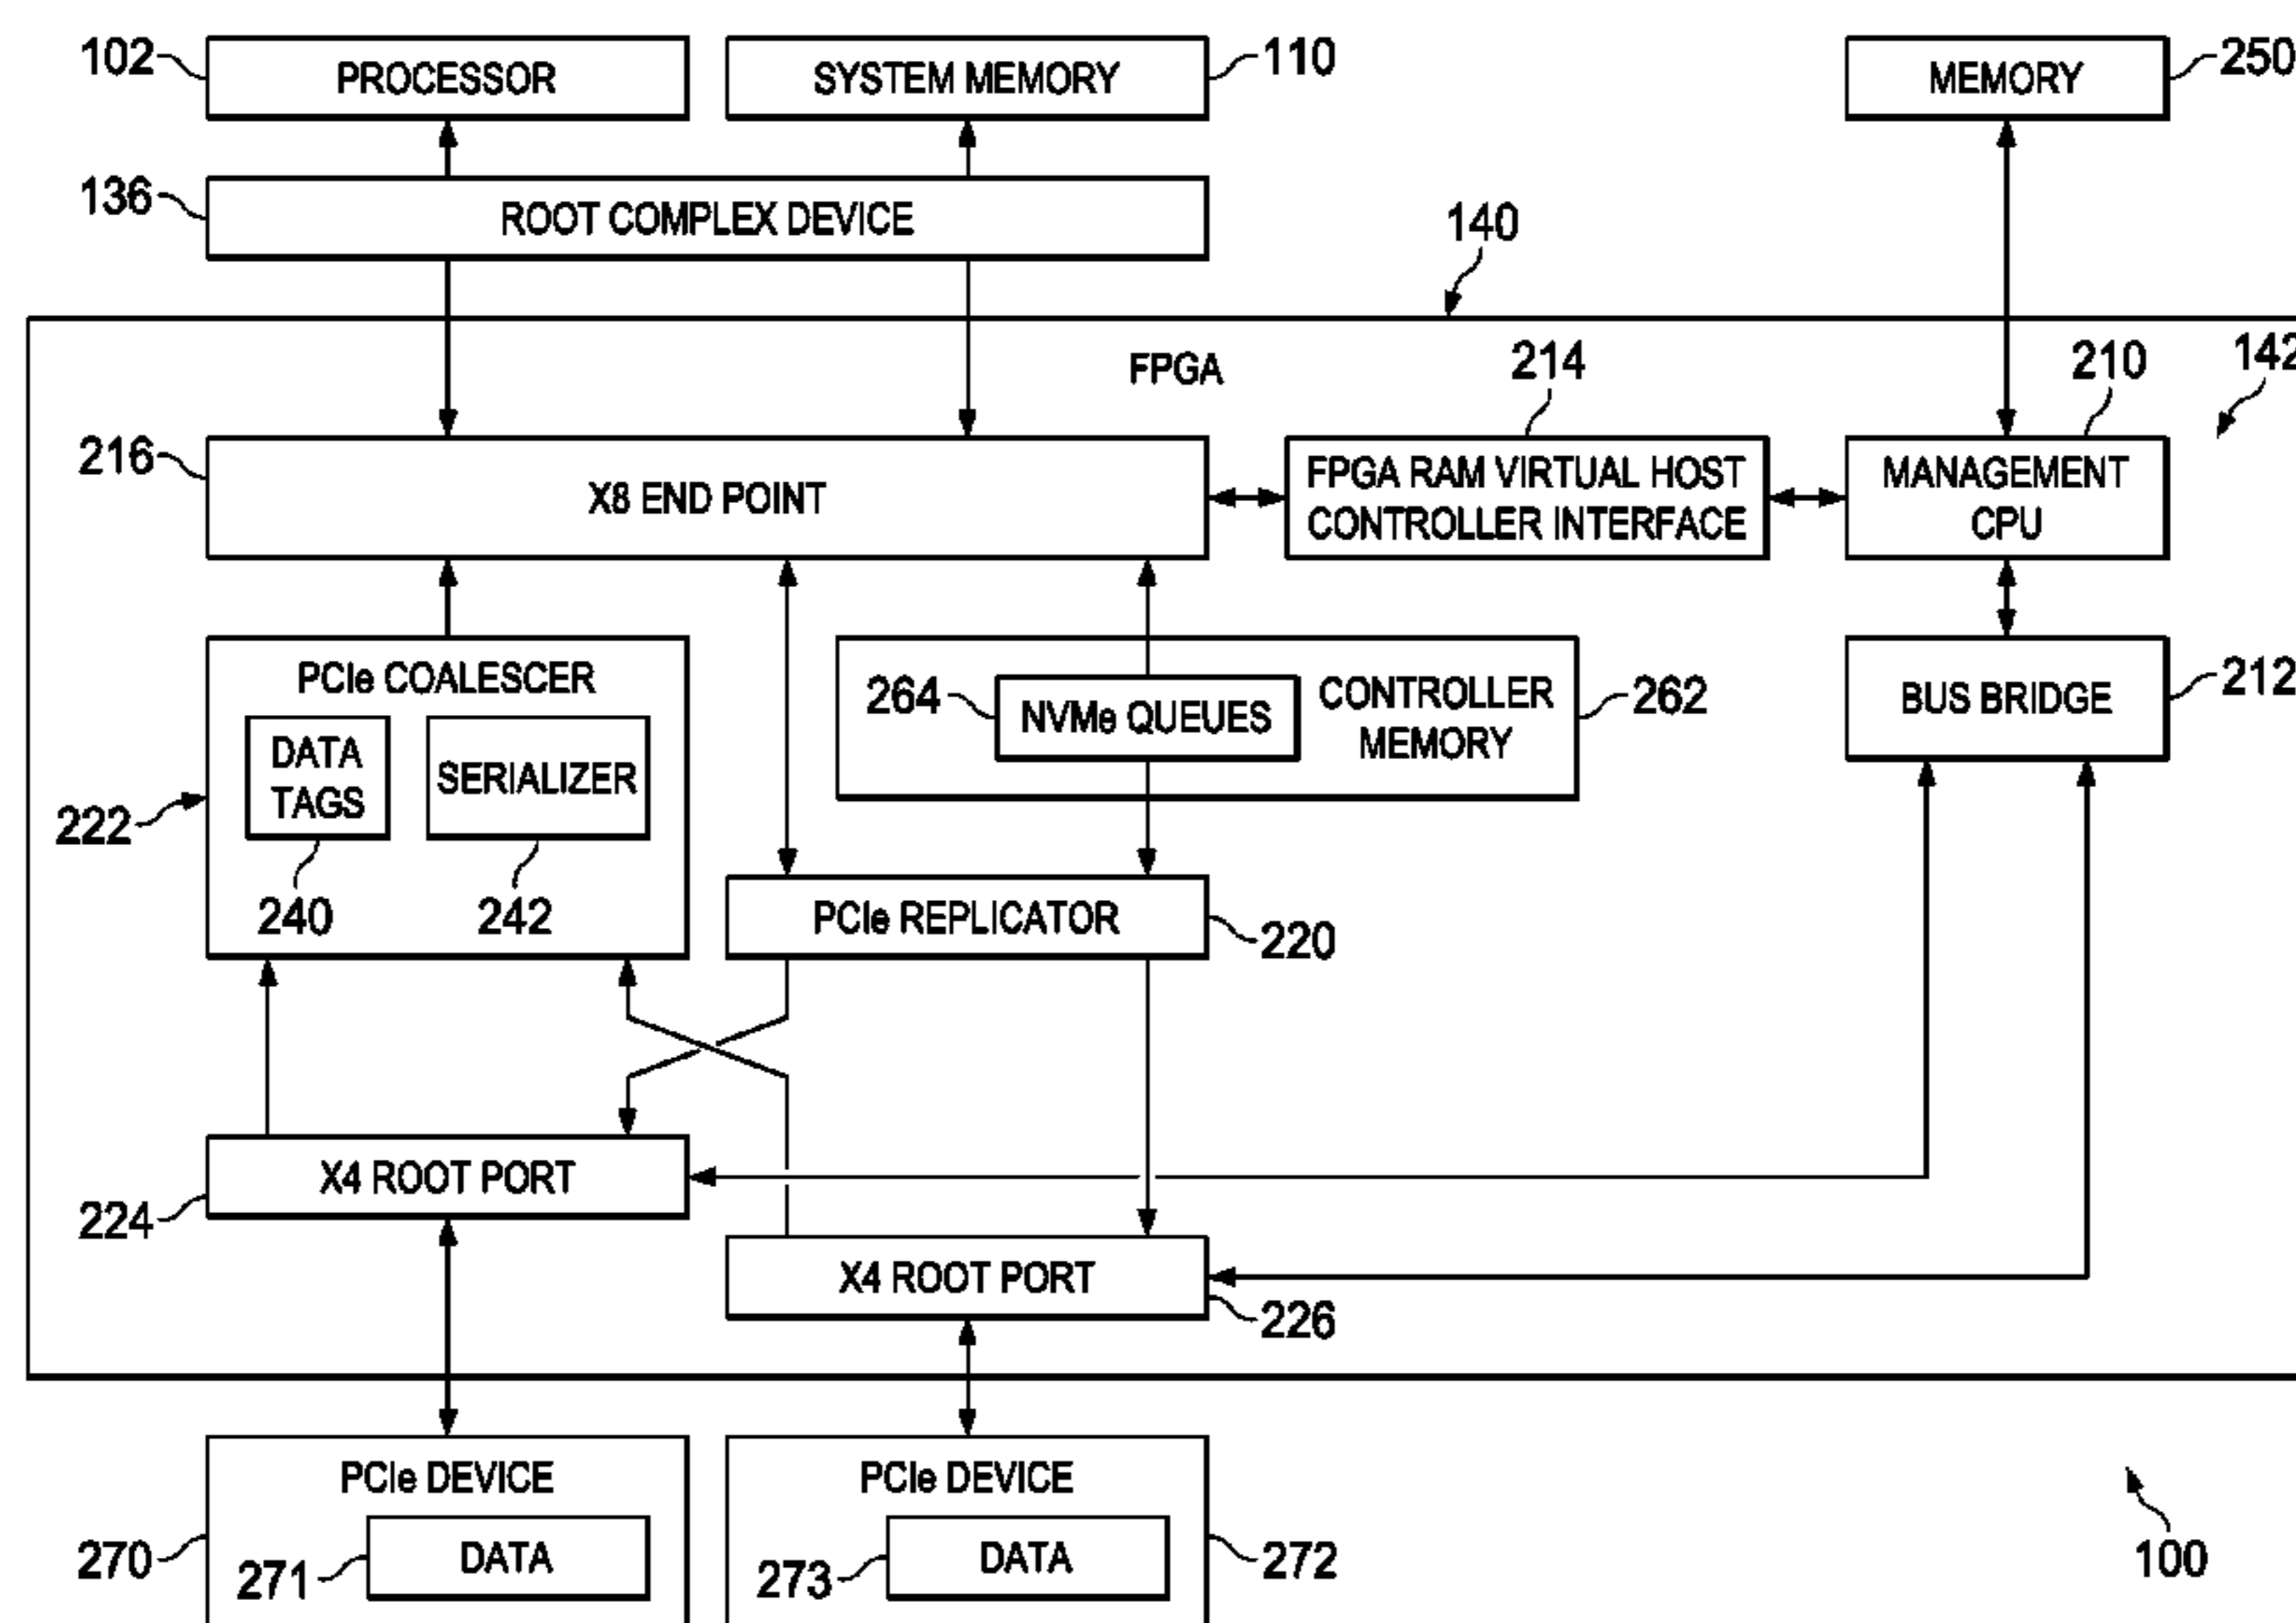 102
PROCESSOR
SYSTEM MEMORY
110
MEMORY
250
136
ROOT COMPLEX DEVICE
140
FPGA
214
210
142
216
X8 END POINT
FPGA RAM VIRTUAL HOST
CONTROLLER INTERFACE
MANAGEMENT
CPU
PCIe COALESCER
DATA
TAGS
SERIALIZER
222
240
242
264
NVMe QUEUES
CONTROLLER
MEMORY
262
BUS BRIDGE
212
PCIe REPLICATOR
220
X4 ROOT PORT
224
X4 ROOT PORT
226
PCIe DEVICE
270
271
DATA
PCIe DEVICE
273
DATA
272
100